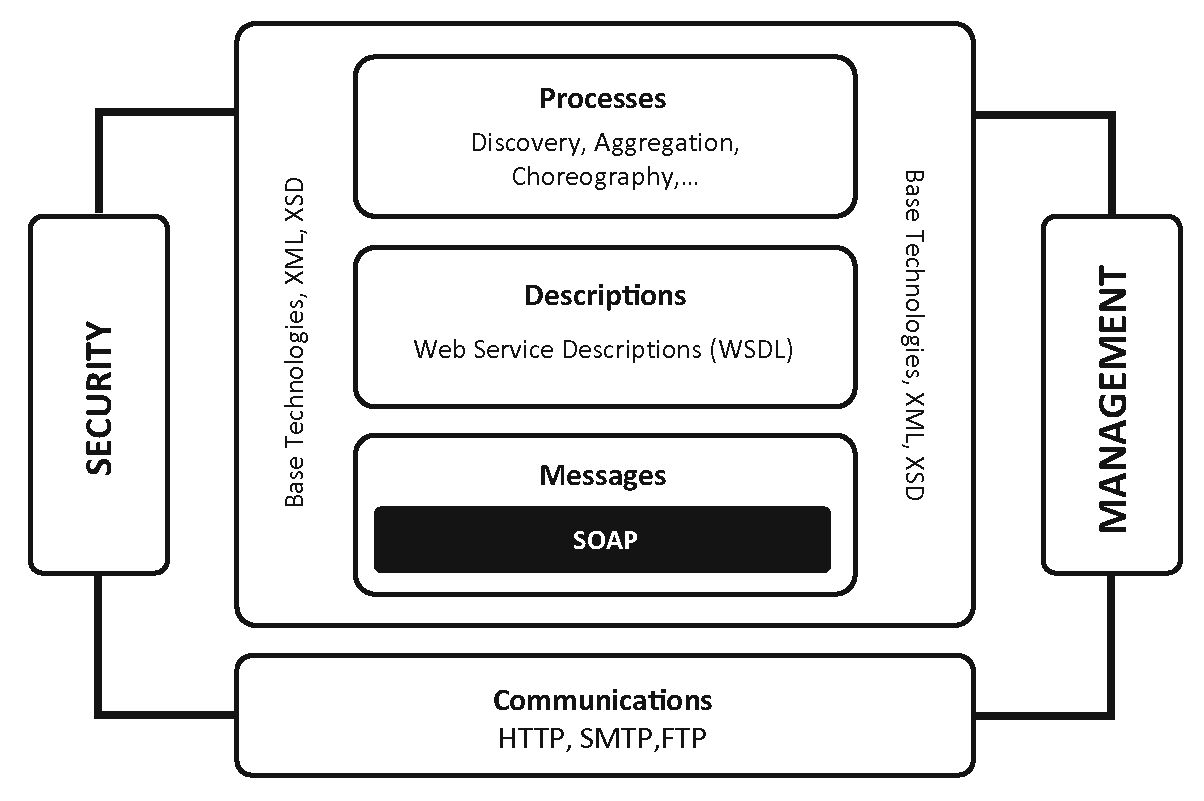 Processes
Discovery, Aggregation,
Choreography,...
Base Technologies, XML, XSD
Base Technologies, XML, XSD
SECURITY
Descriptions
Web Service Descriptions (WSDL)
MANAGEMENT
Messages
SOAP
Communications
HTTP, SMTP,FTP